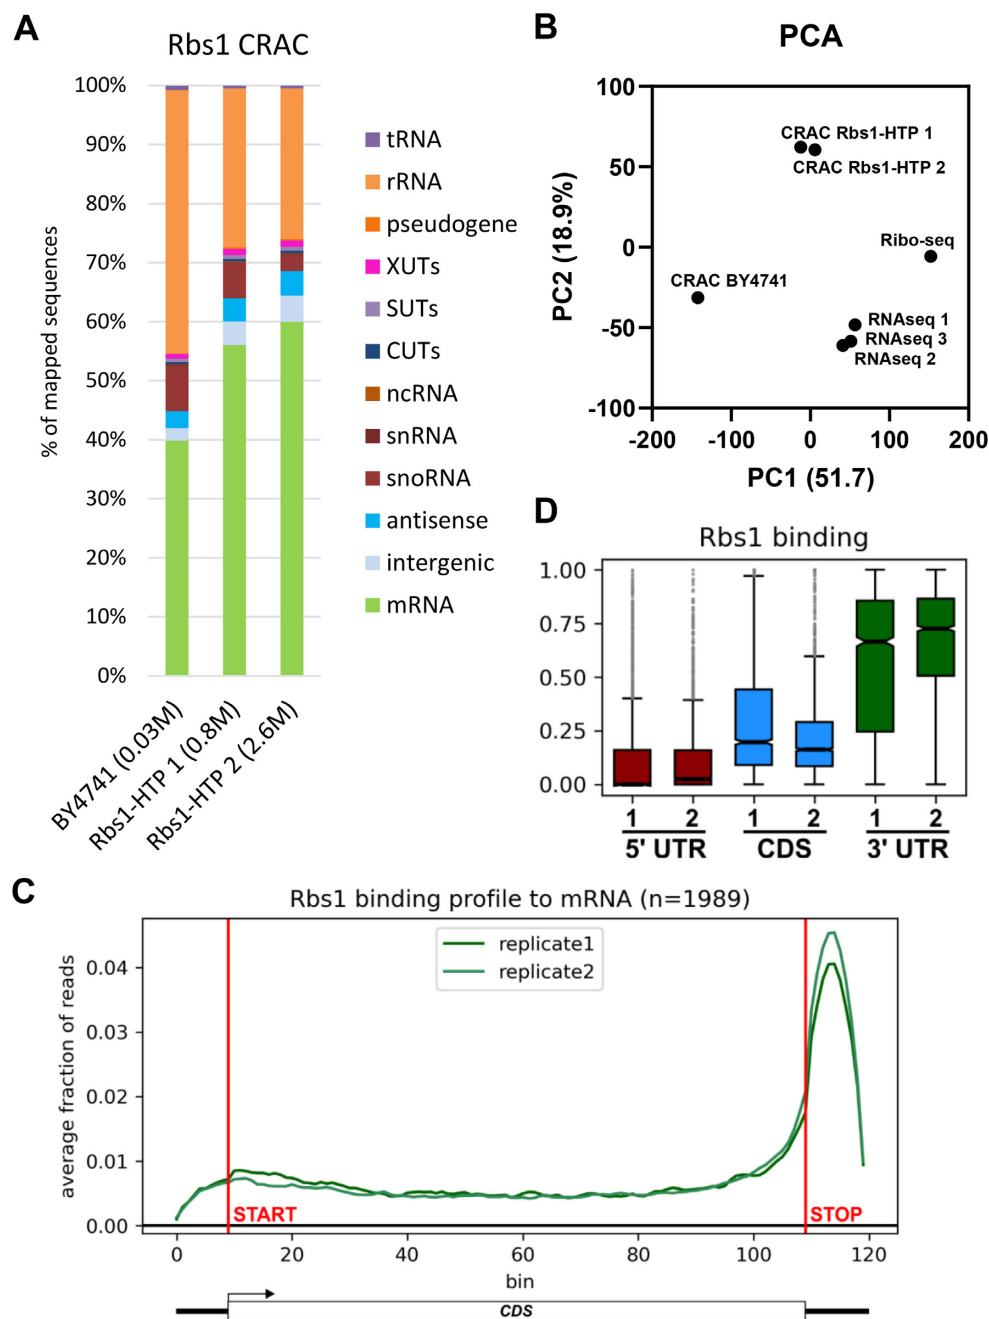 A
Rbs1 CRAC
100%
90%
80%
70%
60%
50%
40%
30%
20%
10%
0%
% of mapped sequences
BY4741 (0.03M)
Rbs1-HTP 1 (0.8M)
Rbs1-HTP 2 (2.6M)
tRNA
rRNA
pseudogene
XUTs
SUTs
CUTs
ncRNA
snRNA
snoRNA
antisense
intergenic
mRNA
B
PCA
100
50
0
-50
-100
PC2 (18.9%)
CRAC Rbs1-HTP 1
CRAC Rbs1-HTP 2
Ribo-seq
CRAC BY4741
RNAseq 1
RNAseq 3
RNAseq 2
-200 -100 0 100 200
PC1 (51.7)
D
Rbs1 binding
1.00
0.75
0.50
0.25
0.00
1 2 1 2 1 2
5' UTR CDS 3' UTR
C
Rbs1 binding profile to mRNA (n=1989)
replicate1
replicate2
0.04
0.03
0.02
0.01
0.00
average fraction of reads
START
STOP
0 20 40 60 80 100 120
bin
CDS